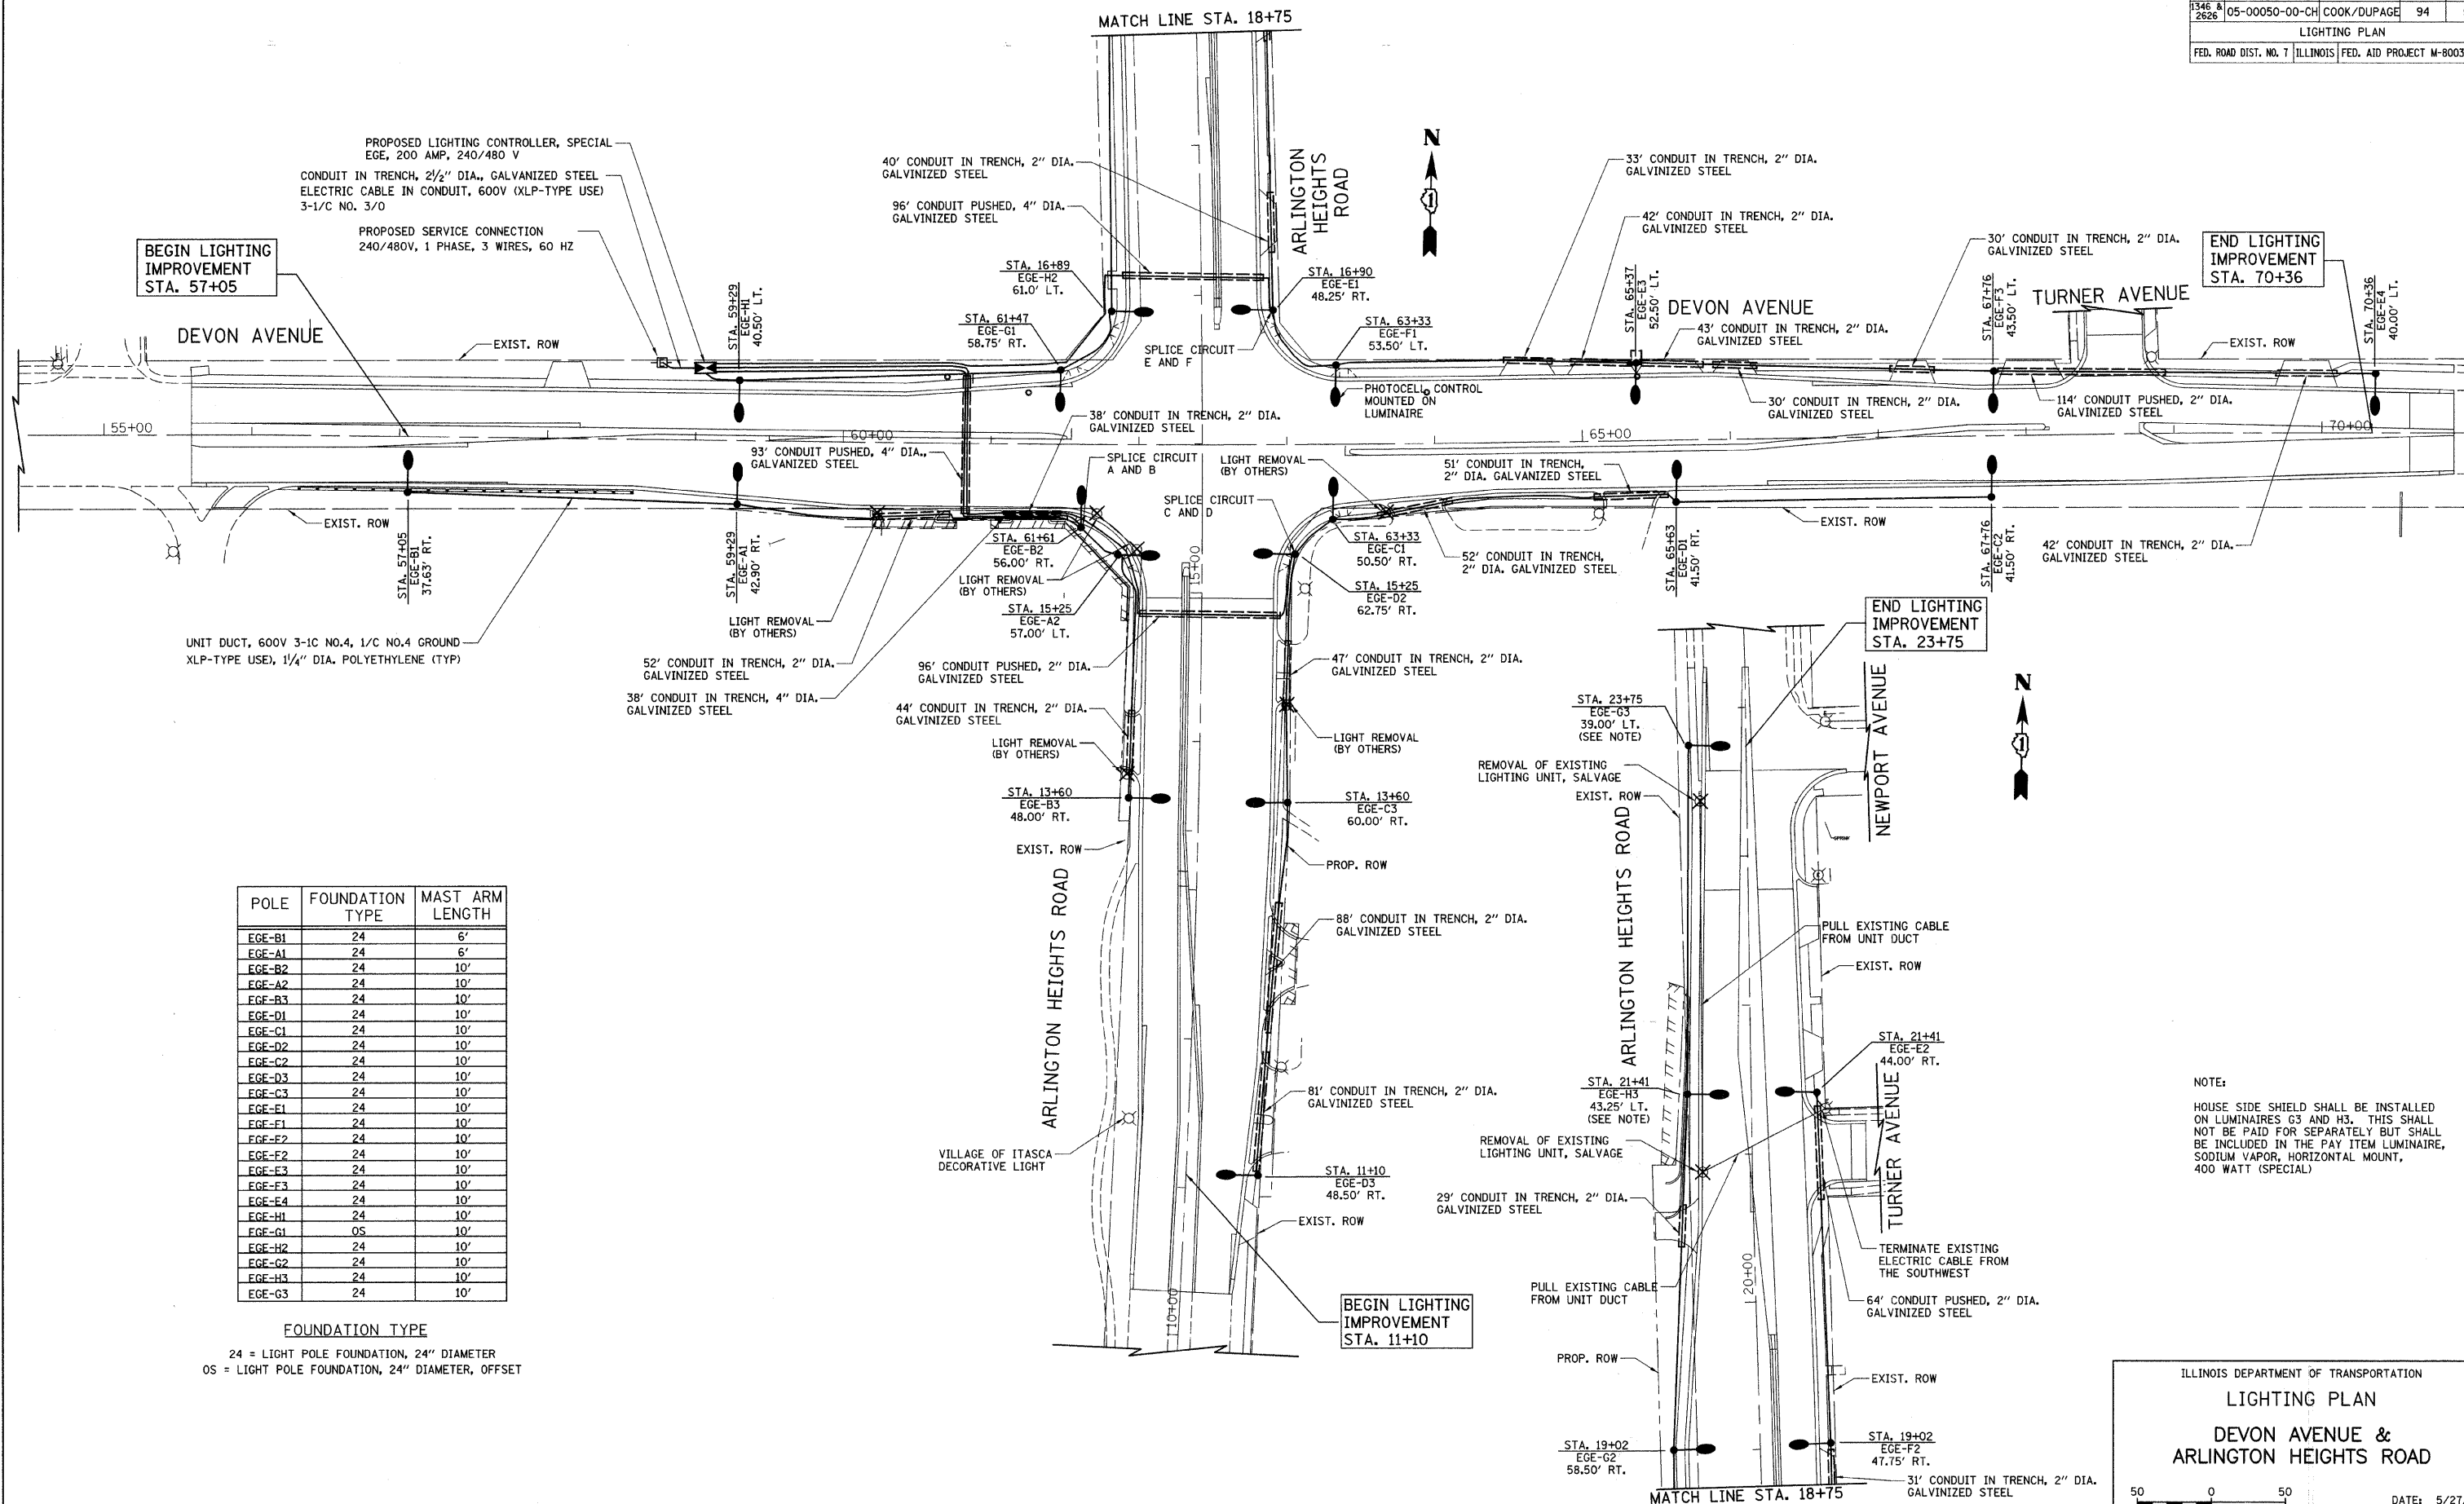 MATCH LINE STA. 18+75
1346 & 2626 05-00050-00-CH COOK/DUPAGE 94
LIGHTING PLAN
FED. ROAD DIST. NO. 7 ILLINOIS FED. AID PROJECT M-8003
PROPOSED LIGHTING CONTROLLER, SPECIAL
EGE, 200 AMP, 240/480 V
CONDUIT IN TRENCH, 2½" DIA., GALVANIZED STEEL
ELECTRIC CABLE IN CONDUIT, 600V (XLP-TYPE USE)
3-1/C NO. 3/0
PROPOSED SERVICE CONNECTION
240/480V, 1 PHASE, 3 WIRES, 60 HZ
BEGIN LIGHTING
IMPROVEMENT
STA. 57+05
DEVON AVENUE
EXIST. ROW
STA. 59+29
EGE-H1
40.50' LT.
40' CONDUIT IN TRENCH, 2" DIA.
GALVINIZED STEEL
96' CONDUIT PUSHED, 4" DIA.
GALVINIZED STEEL
STA. 16+89
EGE-H2
61.0' LT.
STA. 61+47
EGE-G1
58.75' RT.
ARLINGTON
HEIGHTS
ROAD
N
1
STA. 16+90
EGE-E1
48.25' RT.
SPLICE CIRCUIT
E AND F
STA. 63+33
EGE-F1
53.50' LT.
PHOTOCELL CONTROL
MOUNTED ON
LUMINAIRE
33' CONDUIT IN TRENCH, 2" DIA.
GALVINIZED STEEL
42' CONDUIT IN TRENCH, 2" DIA.
GALVINIZED STEEL
STA. 65+37
EGE-E3
52.50' LT.
DEVON AVENUE
43' CONDUIT IN TRENCH, 2" DIA.
GALVINIZED STEEL
30' CONDUIT IN TRENCH, 2" DIA.
GALVINIZED STEEL
30' CONDUIT IN TRENCH, 2" DIA.
GALVINIZED STEEL
STA. 67+76
EGE-F3
43.50' LT.
TURNER AVENUE
END LIGHTING
IMPROVEMENT
STA. 70+36
STA. 70+36
EGE-E4
40.00' LT.
EXIST. ROW
114' CONDUIT PUSHED, 2" DIA.
GALVINIZED STEEL
55+00
60+00
65+00
70+00
38' CONDUIT IN TRENCH, 2" DIA.
GALVINIZED STEEL
93' CONDUIT PUSHED, 4" DIA.,
GALVANIZED STEEL
SPLICE CIRCUIT
A AND B
LIGHT REMOVAL
(BY OTHERS)
SPLICE CIRCUIT
C AND D
51' CONDUIT IN TRENCH,
2" DIA. GALVANIZED STEEL
EXIST. ROW
EXIST. ROW
STA. 57+05
EGE-B1
37.63' RT.
STA. 59+29
EGE-A1
42.90' RT.
STA. 61+61
EGE-B2
56.00' RT.
LIGHT REMOVAL
(BY OTHERS)
STA. 15+25
EGE-A2
57.00' LT.
15+00
STA. 63+33
EGE-C1
50.50' RT.
STA. 15+25
EGE-D2
62.75' RT.
52' CONDUIT IN TRENCH,
2" DIA. GALVANIZED STEEL
STA. 65+63
EGE-D1
41.50' RT.
STA. 67+76
EGE-C2
41.50' RT.
42' CONDUIT IN TRENCH, 2" DIA.
GALVINIZED STEEL
UNIT DUCT, 600V 3-1C NO.4, 1/C NO.4 GROUND
XLP-TYPE USE), 1¼" DIA. POLYETHYLENE (TYP)
LIGHT REMOVAL
(BY OTHERS)
52' CONDUIT IN TRENCH, 2" DIA.
GALVINIZED STEEL
38' CONDUIT IN TRENCH, 4" DIA.
GALVINIZED STEEL
96' CONDUIT PUSHED, 2" DIA.
GALVINIZED STEEL
44' CONDUIT IN TRENCH, 2" DIA.
GALVINIZED STEEL
LIGHT REMOVAL
(BY OTHERS)
STA. 13+60
EGE-B3
48.00' RT.
EXIST. ROW
47' CONDUIT IN TRENCH, 2" DIA.
GALVINIZED STEEL
LIGHT REMOVAL
(BY OTHERS)
STA. 13+60
EGE-C3
60.00' RT.
PROP. ROW
ARLINGTON HEIGHTS ROAD
88' CONDUIT IN TRENCH, 2" DIA.
GALVINIZED STEEL
81' CONDUIT IN TRENCH, 2" DIA.
GALVINIZED STEEL
VILLAGE OF ITASCA
DECORATIVE LIGHT
STA. 11+10
EGE-D3
48.50' RT.
EXIST. ROW
10+00
BEGIN LIGHTING
IMPROVEMENT
STA. 11+10
END LIGHTING
IMPROVEMENT
STA. 23+75
STA. 23+75
EGE-G3
39.00' LT.
(SEE NOTE)
REMOVAL OF EXISTING
LIGHTING UNIT, SALVAGE
EXIST. ROW
ARLINGTON HEIGHTS ROAD
NEWPORT AVENUE
N
1
PULL EXISTING CABLE
FROM UNIT DUCT
EXIST. ROW
STA. 21+41
EGE-E2
44.00' RT.
TURNER AVENUE
STA. 21+41
EGE-H3
43.25' LT.
(SEE NOTE)
REMOVAL OF EXISTING
LIGHTING UNIT, SALVAGE
29' CONDUIT IN TRENCH, 2" DIA.
GALVINIZED STEEL
TERMINATE EXISTING
ELECTRIC CABLE FROM
THE SOUTHWEST
PULL EXISTING CABLE
FROM UNIT DUCT
20+00
64' CONDUIT PUSHED, 2" DIA.
GALVINIZED STEEL
PROP. ROW
EXIST. ROW
STA. 19+02
EGE-G2
58.50' RT.
STA. 19+02
EGE-F2
47.75' RT.
31' CONDUIT IN TRENCH, 2" DIA.
GALVINIZED STEEL
MATCH LINE STA. 18+75
NOTE:
HOUSE SIDE SHIELD SHALL BE INSTALLED
ON LUMINAIRES G3 AND H3. THIS SHALL
NOT BE PAID FOR SEPARATELY BUT SHALL
BE INCLUDED IN THE PAY ITEM LUMINAIRE,
SODIUM VAPOR, HORIZONTAL MOUNT,
400 WATT (SPECIAL)
POLE FOUNDATION TYPE MAST ARM LENGTH
EGE-B1 24 6'
EGE-A1 24 6'
EGE-B2 24 10'
EGE-A2 24 10'
EGE-B3 24 10'
EGE-D1 24 10'
EGE-C1 24 10'
EGE-D2 24 10'
EGE-C2 24 10'
EGE-D3 24 10'
EGE-C3 24 10'
EGE-E1 24 10'
EGE-F1 24 10'
EGE-E2 24 10'
EGE-F2 24 10'
EGE-E3 24 10'
EGE-F3 24 10'
EGE-E4 24 10'
EGE-H1 24 10'
EGE-G1 OS 10'
EGE-H2 24 10'
EGE-G2 24 10'
EGE-H3 24 10'
EGE-G3 24 10'
FOUNDATION TYPE
24 = LIGHT POLE FOUNDATION, 24" DIAMETER
OS = LIGHT POLE FOUNDATION, 24" DIAMETER, OFFSET
ILLINOIS DEPARTMENT OF TRANSPORTATION
LIGHTING PLAN
DEVON AVENUE &
ARLINGTON HEIGHTS ROAD
50 0 50
DATE: 5/27